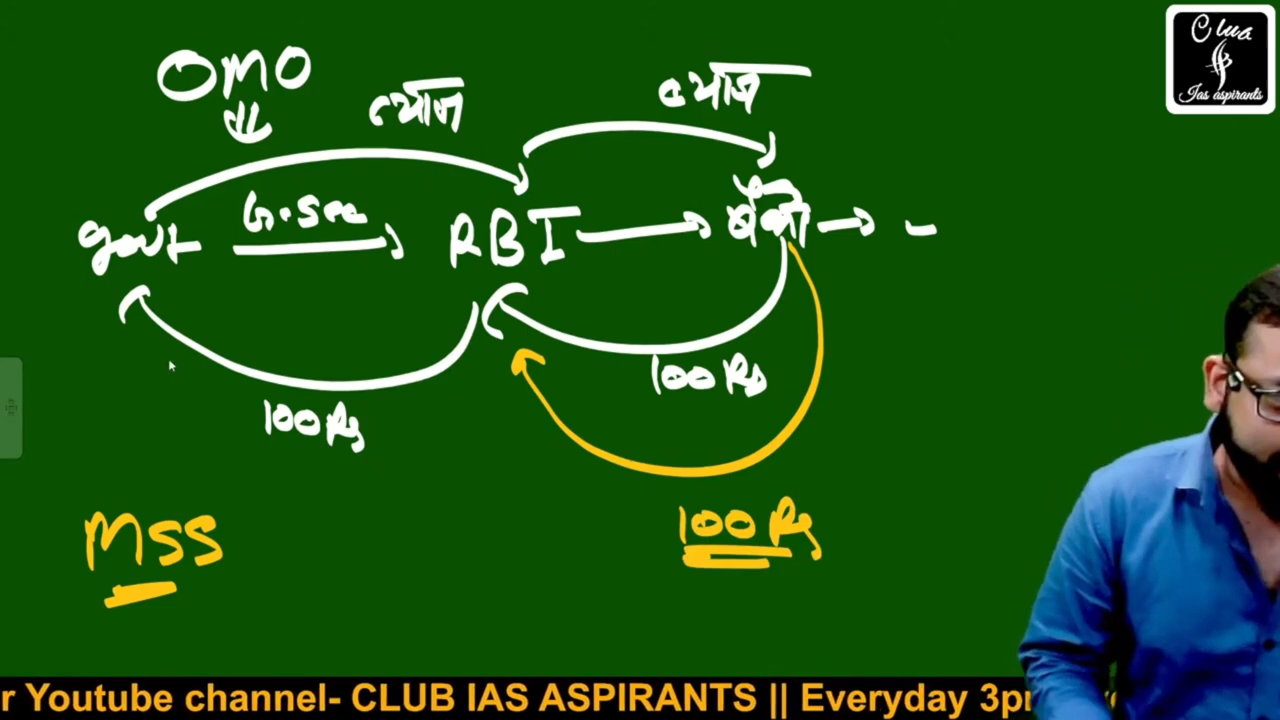 OMO
ब्याज
ब्याज
Govt
G.Sec
RBI
बैंकों
100 Rs
100 Rs
MSS
100 Rs
Club
Ias aspirants
r Youtube channel- CLUB IAS ASPIRANTS || Everyday 3p